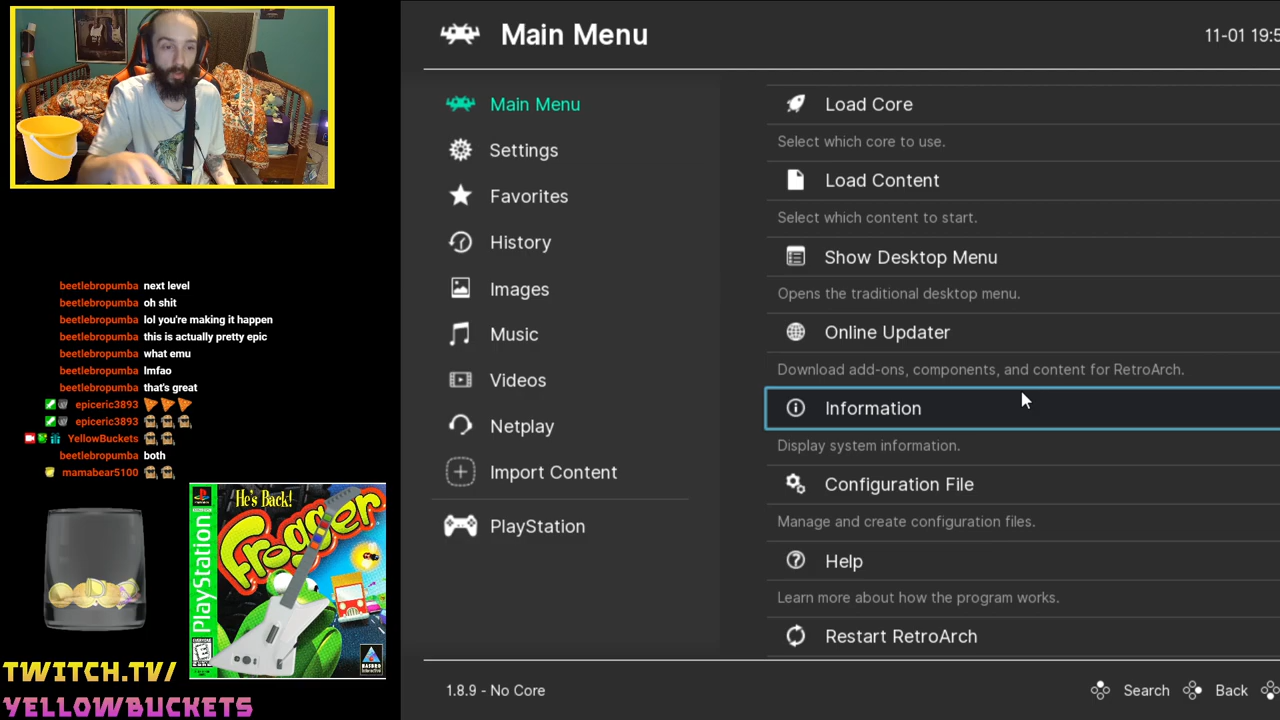 Main Menu
11-01 19:5
Main Menu
Settings
Favorites
History
Images
Music
Videos
Netplay
Import Content
PlayStation
Load Core
Select which core to use.
Load Content
Select which content to start.
Show Desktop Menu
Opens the traditional desktop menu.
Online Updater
Download add-ons, components, and content for RetroArch.
Information
Display system information.
Configuration File
Manage and create configuration files.
Help
Learn more about how the program works.
Restart RetroArch
1.8.9 - No Core
Search
Back
beetlebropumba next level
beetlebropumba oh shit
beetlebropumba lol you're making it happen
beetlebropumba this is actually pretty epic
beetlebropumba what emu
beetlebropumba lmfao
beetlebropumba that's great
epiceric3893
epiceric3893
YellowBuckets
beetlebropumba both
mamabear5100
PlayStation
He's Back!
Frogger
EVERYONE
E
HASBRO
Interactive
TWITCH.TV/
YELLOWBUCKETS